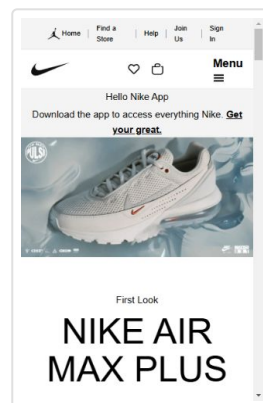 Home | Find a Store | Help | Join Us | Sign In
Menu
Hello Nike App
Download the app to access everything Nike. Get
your great.
First Look
NIKE AIR
MAX PLUS